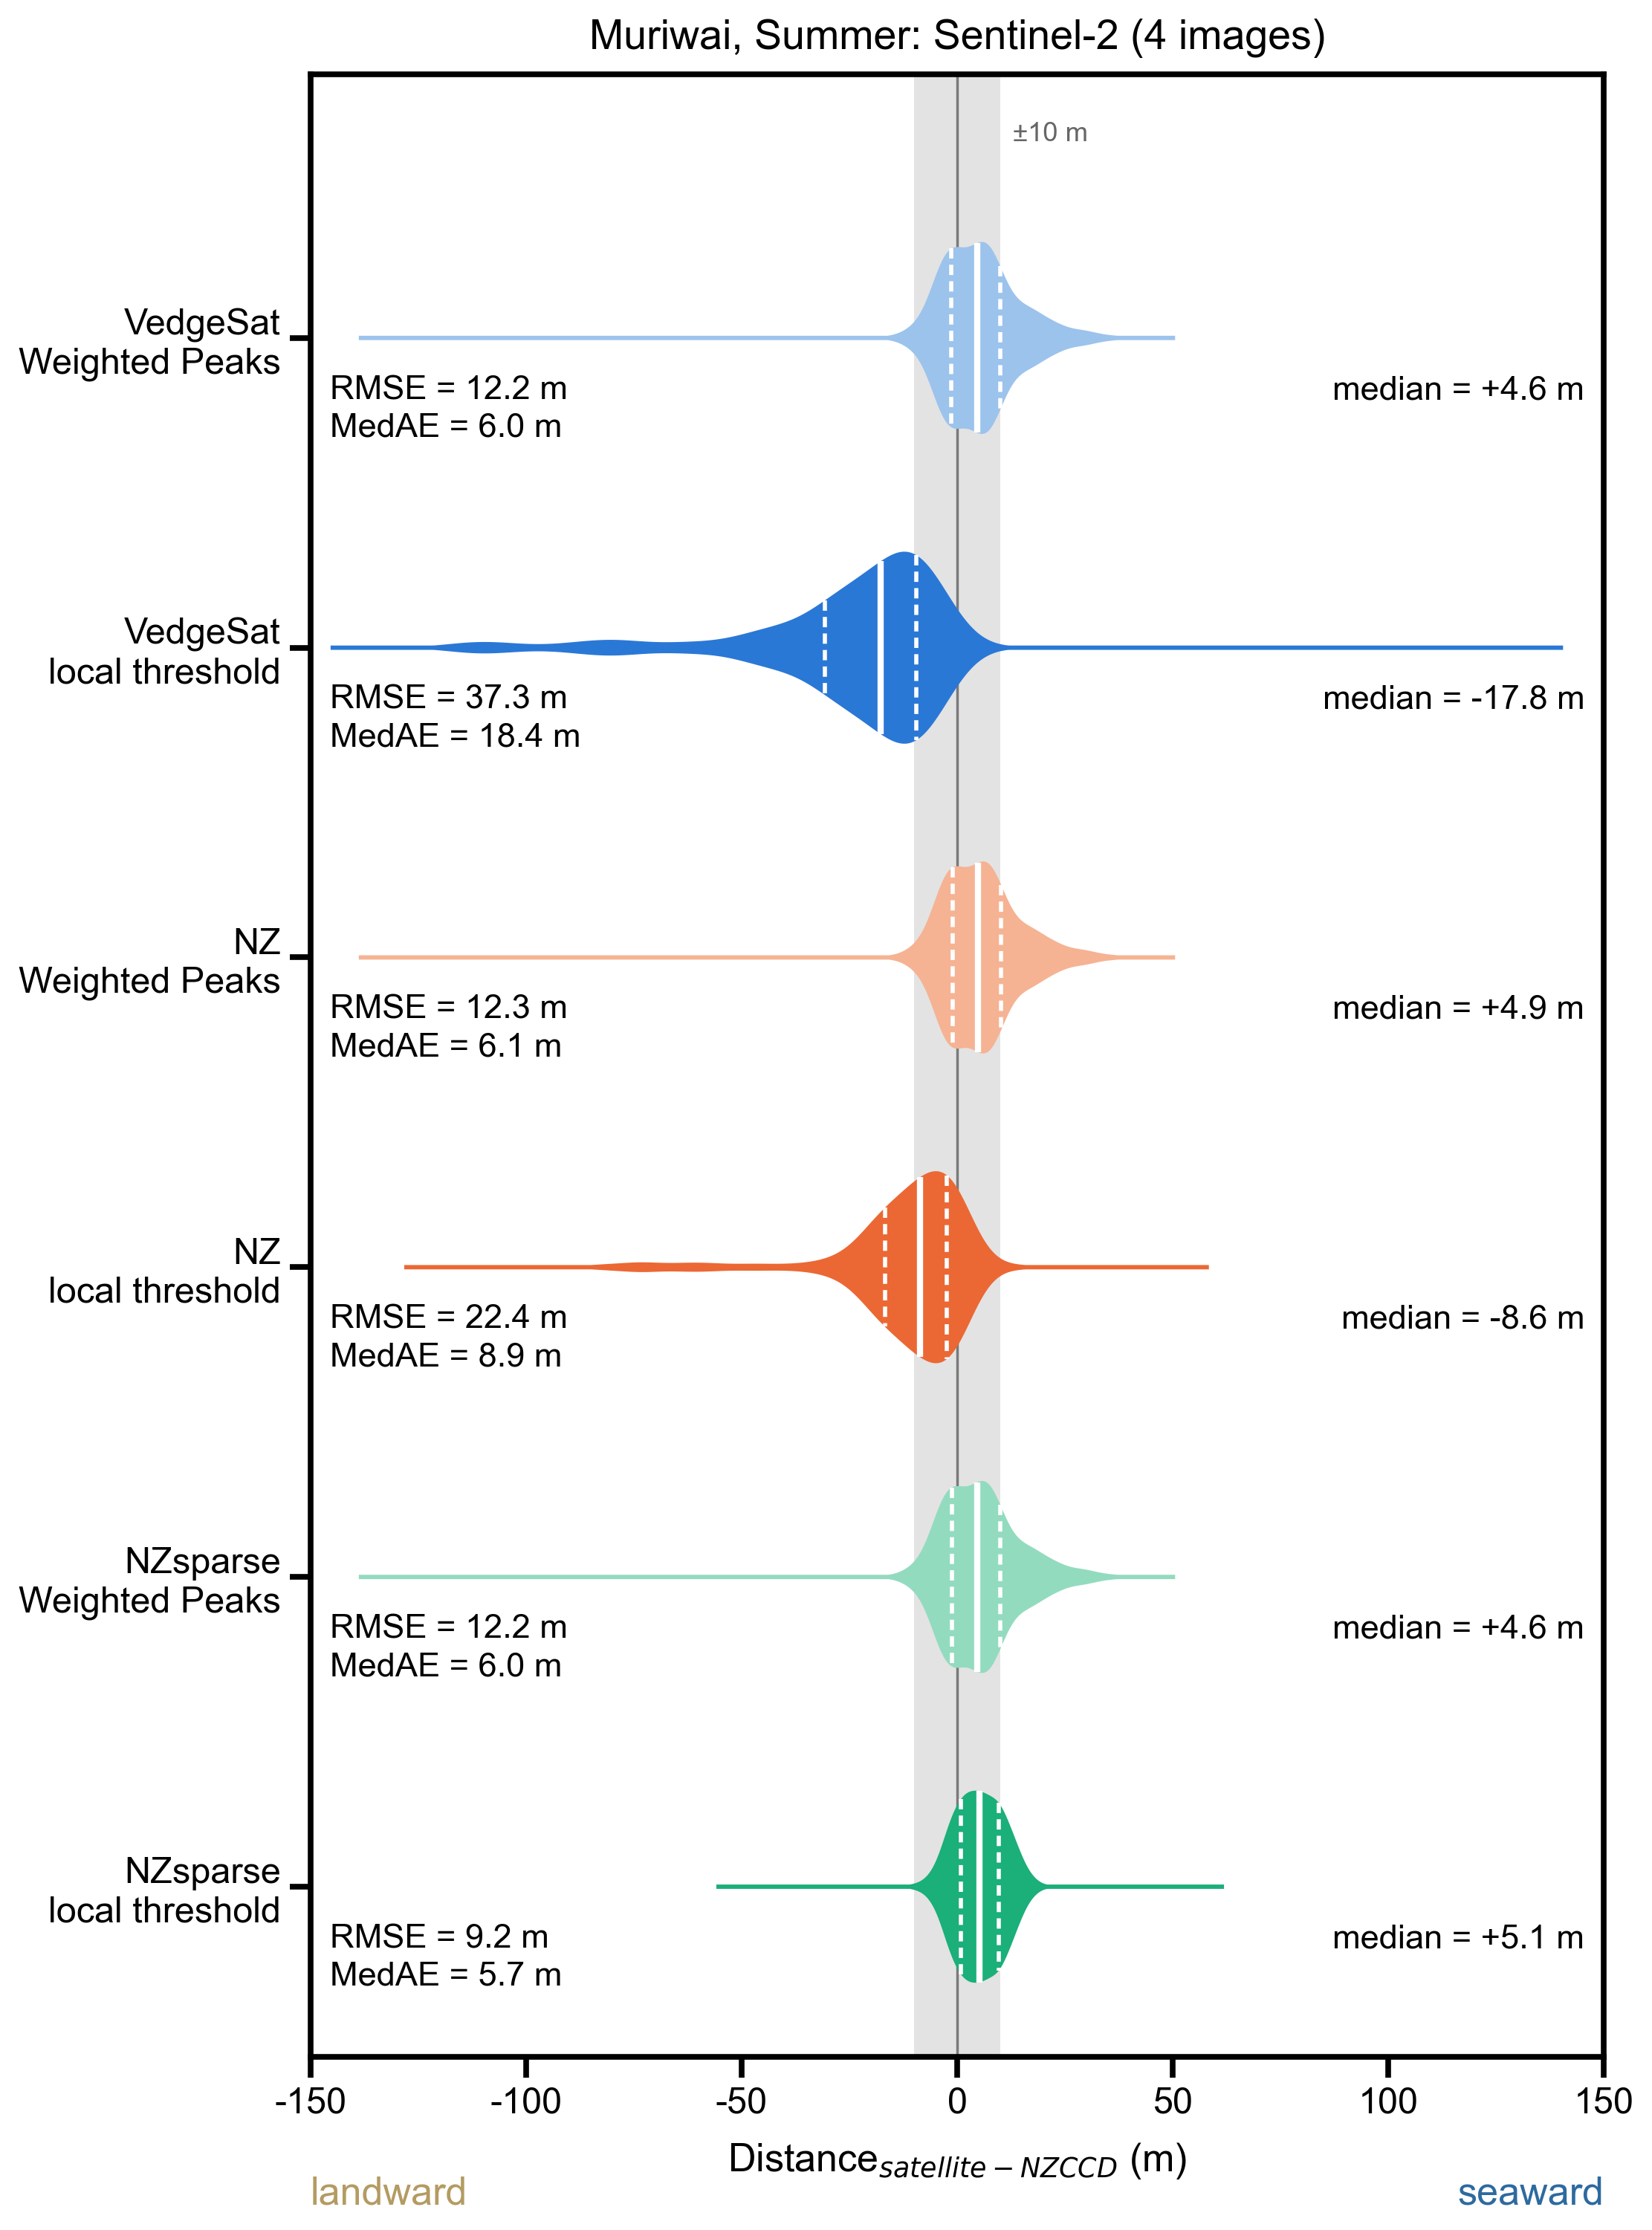 Muriwai, Summer: Sentinel-2 (4 images)
±10 m
VedgeSat
Weighted Peaks
RMSE = 12.2 m
MedAE = 6.0 m
median = +4.6 m
VedgeSat
local threshold
RMSE = 37.3 m
MedAE = 18.4 m
median = -17.8 m
NZ
Weighted Peaks
RMSE = 12.3 m
MedAE = 6.1 m
median = +4.9 m
NZ
local threshold
RMSE = 22.4 m
MedAE = 8.9 m
median = -8.6 m
NZsparse
Weighted Peaks
RMSE = 12.2 m
MedAE = 6.0 m
median = +4.6 m
NZsparse
local threshold
RMSE = 9.2 m
MedAE = 5.7 m
median = +5.1 m
-150 -100 -50 0 50 100 150
Distance satellite − NZCCD (m)
landward seaward